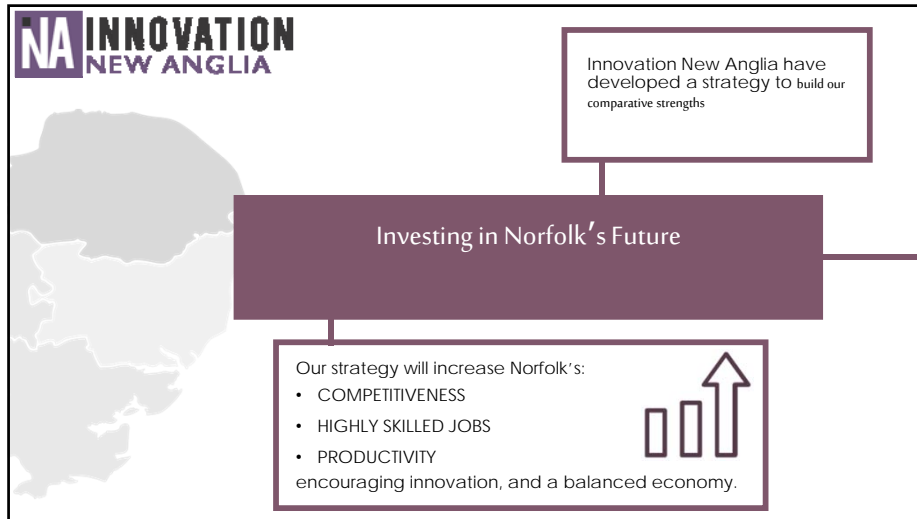 iNA INNOVATION
NEW ANGLIA
Innovation New Anglia have
developed a strategy to build our
comparative strengths
Investing in Norfolk's Future
Our strategy will increase Norfolk's:
• COMPETITIVENESS
• HIGHLY SKILLED JOBS
• PRODUCTIVITY
encouraging innovation, and a balanced economy.